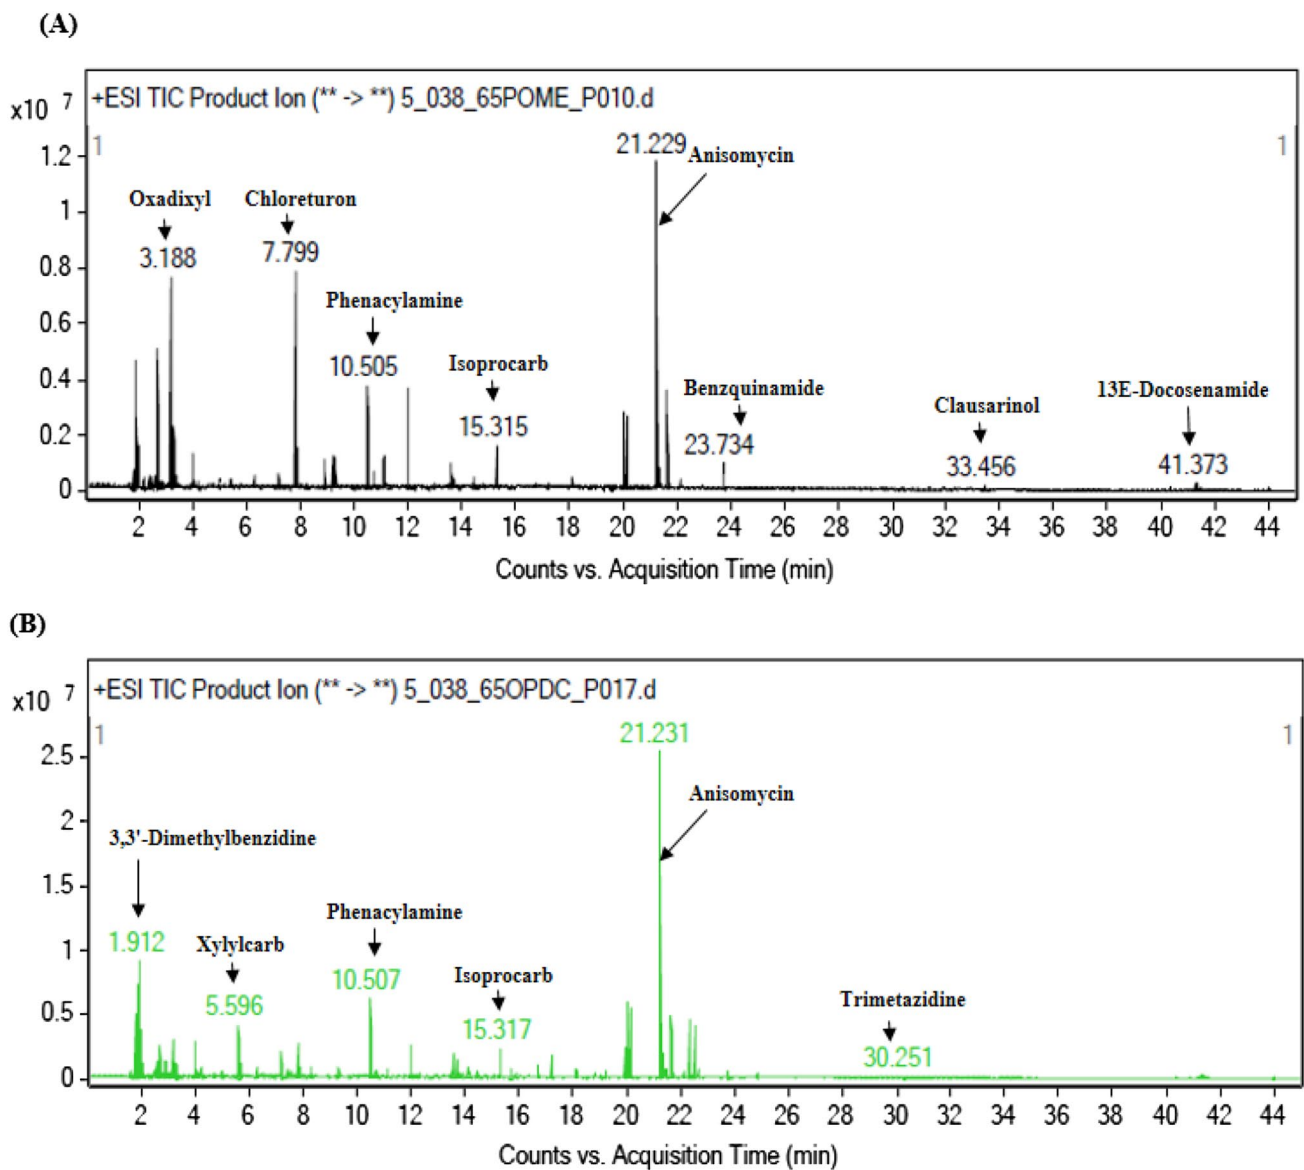 (A)
+ESI TIC Product Ion (** -> **) 5_038_65POME_P010.d
x10 7
1
1
1.2
1
0.8
0.6
0.4
0.2
0
21.229
Anisomycin
Oxadixyl
Chloreturon
3.188
7.799
Phenacylamine
10.505
Isoprocarb
15.315
Benzquinamide
23.734
Clausarinol
33.456
13E-Docosenamide
41.373
2 4 6 8 10 12 14 16 18 20 22 24 26 28 30 32 34 36 38 40 42 44
Counts vs. Acquisition Time (min)
(B)
+ESI TIC Product Ion (** -> **) 5_038_65OPDC_P017.d
x10 7
1
1
2.5
2
1.5
1
0.5
0
21.231
Anisomycin
3,3'-Dimethylbenzidine
1.912
Xylylcarb
5.596
Phenacylamine
10.507
Isoprocarb
15.317
Trimetazidine
30.251
2 4 6 8 10 12 14 16 18 20 22 24 26 28 30 32 34 36 38 40 42 44
Counts vs. Acquisition Time (min)